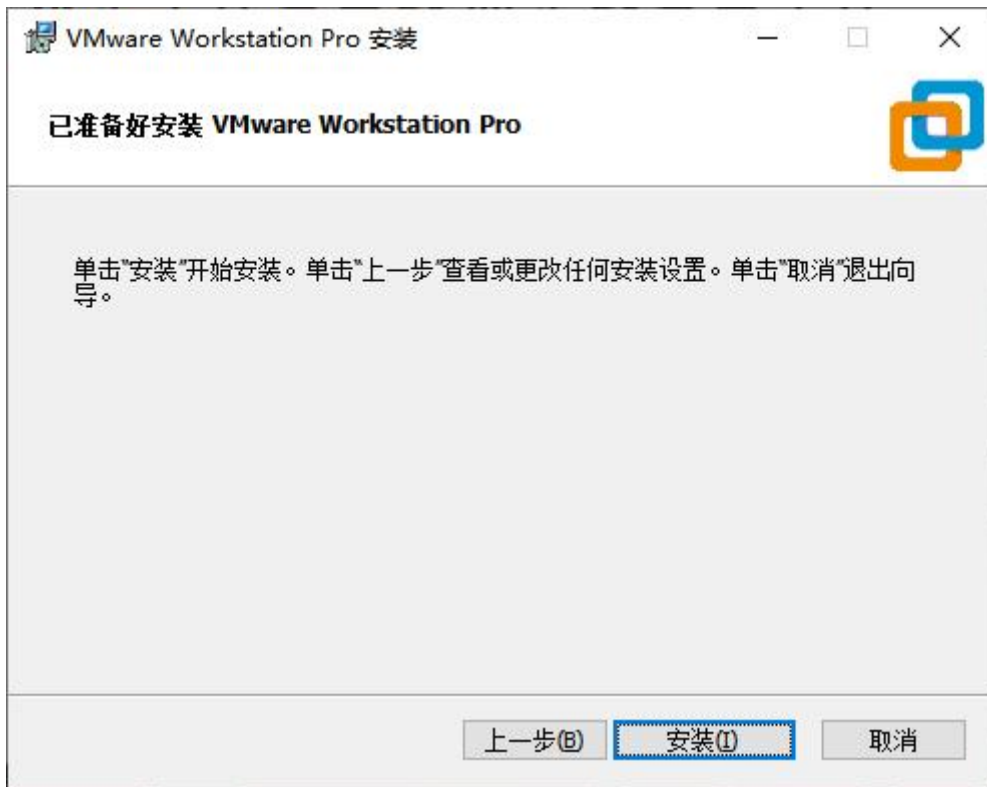 VMware Workstation Pro 安装
已准备好安装 VMware Workstation Pro
单击"安装"开始安装。单击"上一步"查看或更改任何安装设置。单击"取消"退出向
导。
上一步(B) 安装(I) 取消